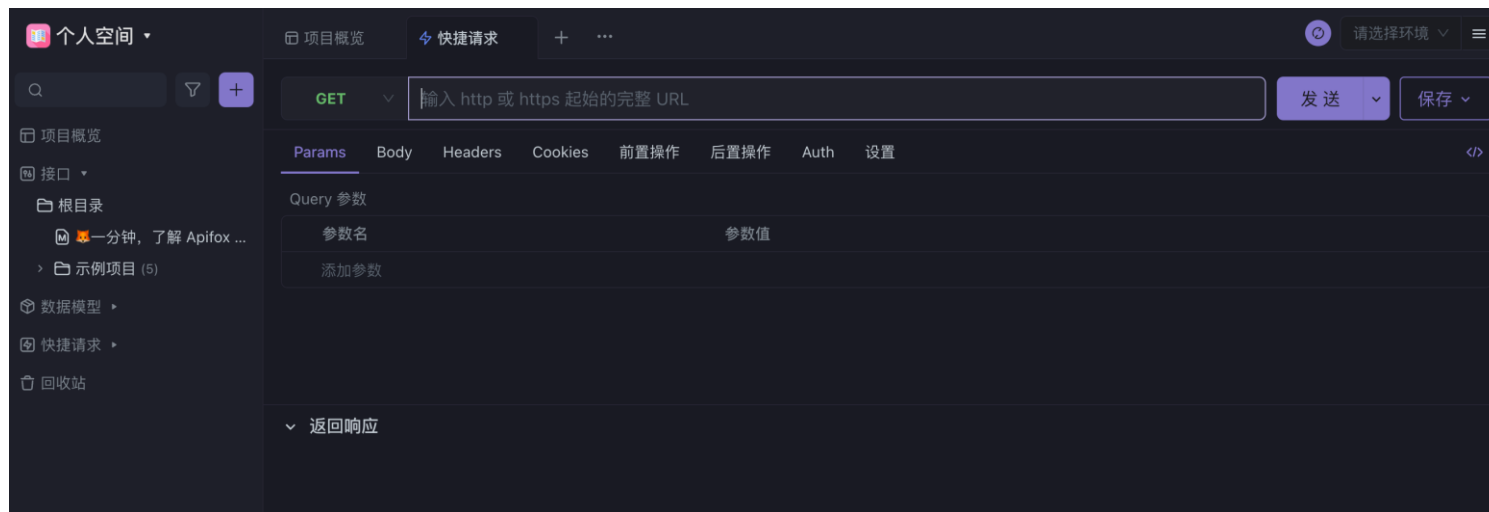 个人空间
项目概览
接口
根目录
🦊一分钟，了解 Apifox ...
示例项目 (5)
数据模型
快捷请求
回收站
项目概览 快捷请求 + ···
请选择环境
GET 输入 http 或 https 起始的完整 URL 发送 保存
Params Body Headers Cookies 前置操作 后置操作 Auth 设置 </>
Query 参数
参数名 参数值
添加参数
返回响应